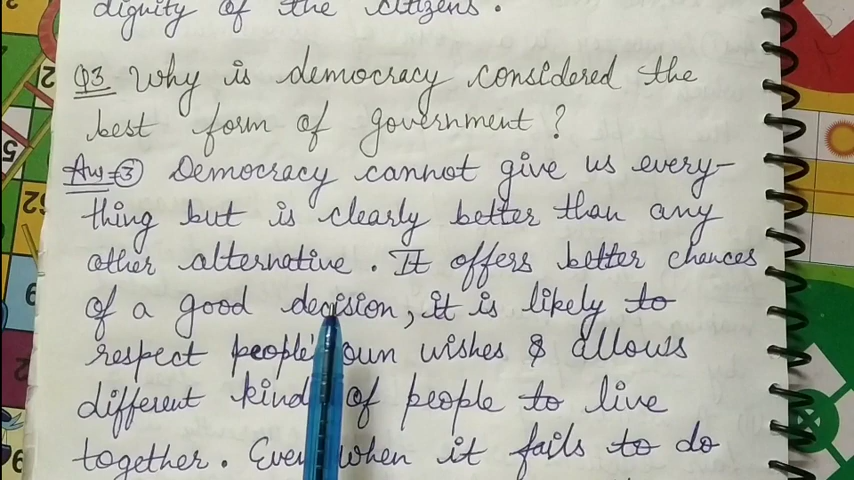 dignity of the citizens.
Q3 Why is democracy considered the
best form of government?
Ans=3 Democracy cannot give us every-
thing but is clearly better than any
other alternative. It offers better chances
of a good decision, it is likely to
respect people' own wishes & allows
different kind of people to live
together. Even when it fails to do